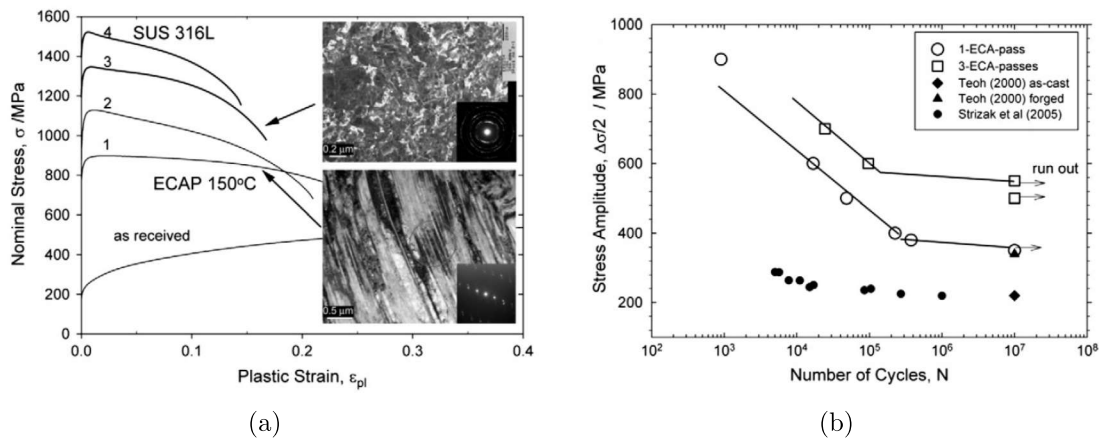 1600
1400
1200
1000
800
600
400
200
0
Nominal Stress, σ /MPa
4
SUS 316L
3
2
1
ECAP 150°C
as received
0.2 μm
0.5 μm
0.0
0.1
0.2
0.3
0.4
Plastic Strain, εpl
(a)
1000
800
600
400
200
Stress Amplitude, Δσ/2 / MPa
1-ECA-pass
3-ECA-passes
Teoh (2000) as-cast
Teoh (2000) forged
Strizak et al (2005)
run out
10²
10³
10⁴
10⁵
10⁶
10⁷
10⁸
Number of Cycles, N
(b)